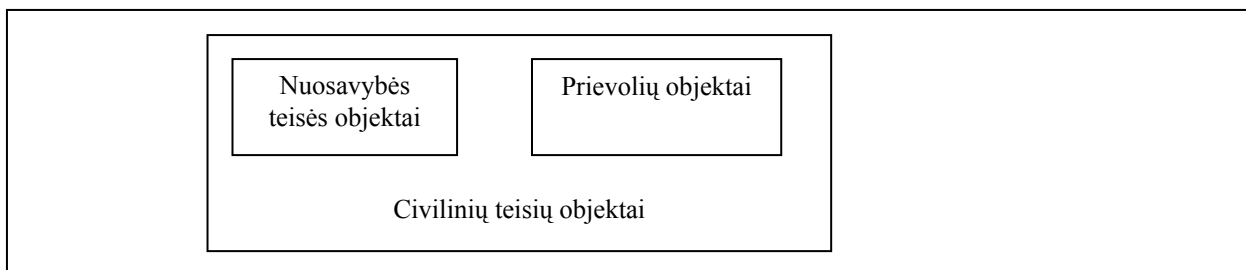 Nuosavybės
teisės objektai
Prievolių objektai
Civilinių teisių objektai